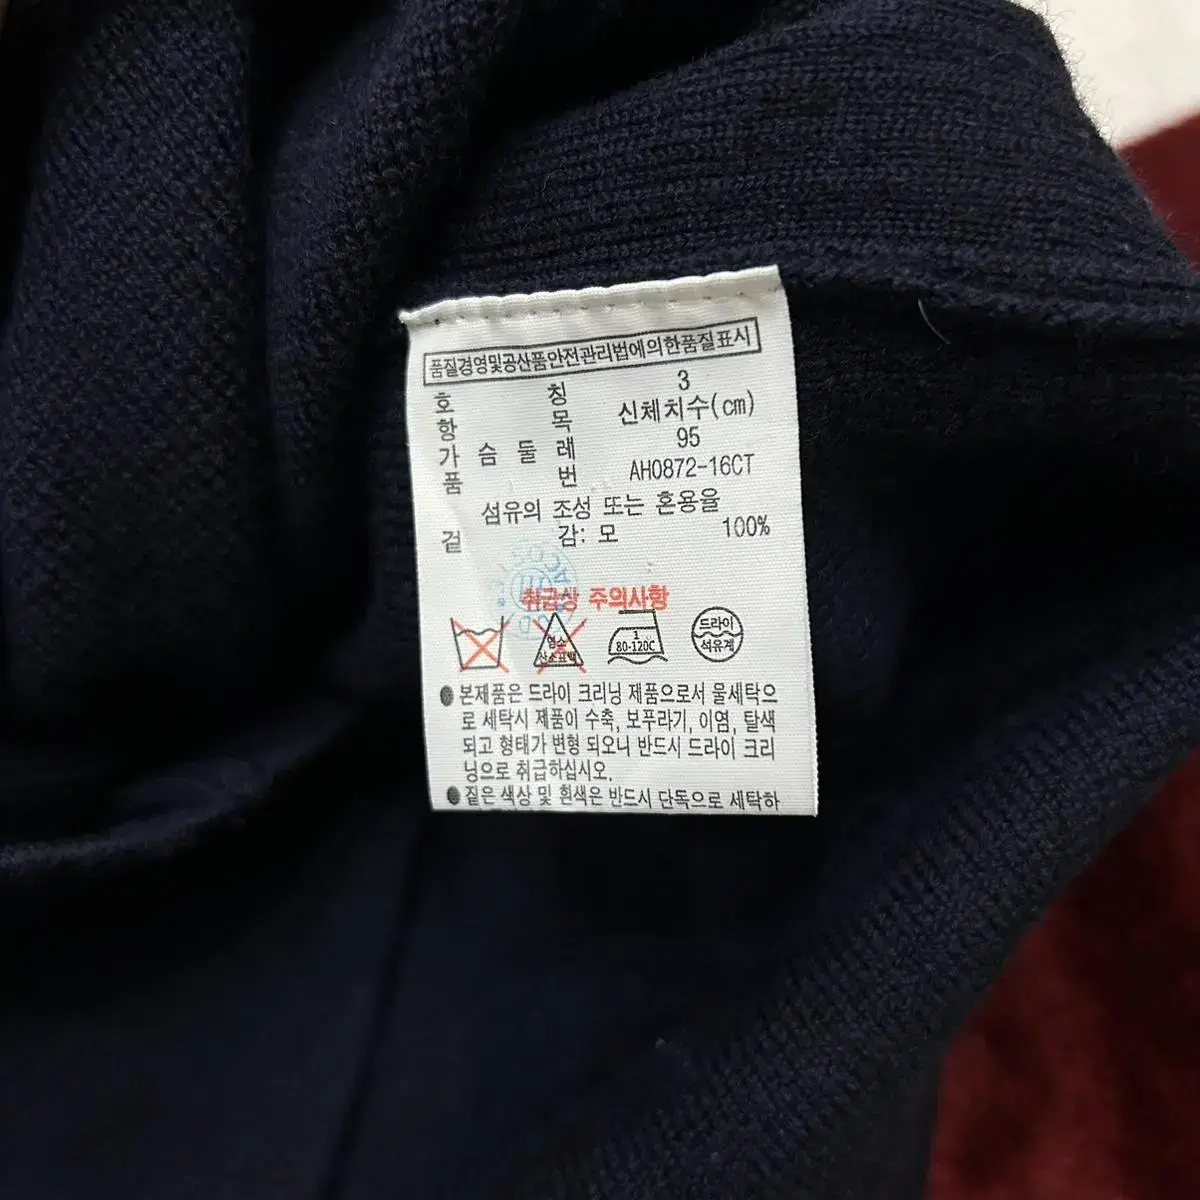 품질경영및공산품안전관리법에의한품질표시
호 칭 3
항 목 신체치수(cm)
가 슴 둘 레 95
품 번 AH0872-16CT
섬유의 조성 또는 혼용율
겉 감: 모 100%
취급상 주의사항
염소
산소표백
1
80-120C
드라이
석유계
● 본제품은 드라이 크리닝 제품으로서 물세탁으
로 세탁시 제품이 수축, 보푸라기, 이염, 탈색
되고 형태가 변형 되오니 반드시 드라이 크리
닝으로 취급하십시오.
● 짙은 색상 및 흰색은 반드시 단독으로 세탁하